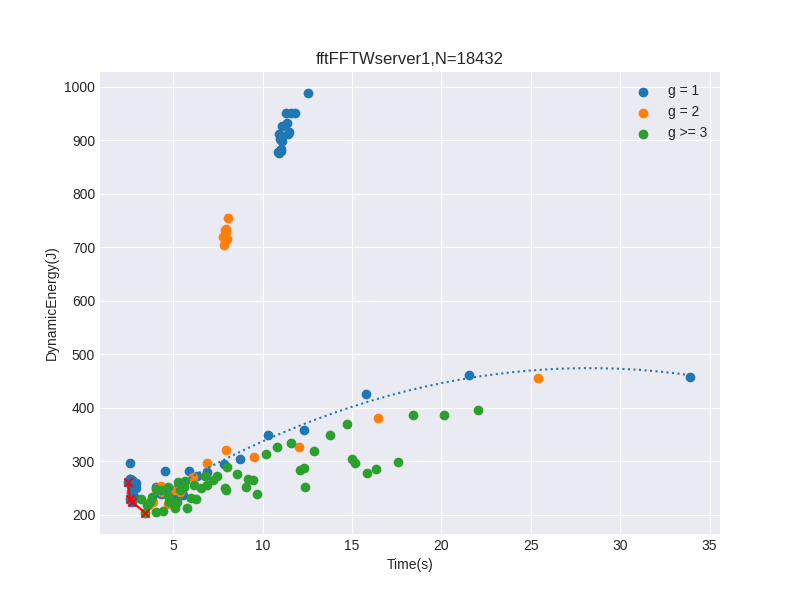 fftFFTWserver1,N=18432
g = 1
g = 2
g >= 3
1000
900
800
700
600
500
400
300
200
DynamicEnergy(J)
5
10
15
20
25
30
35
Time(s)